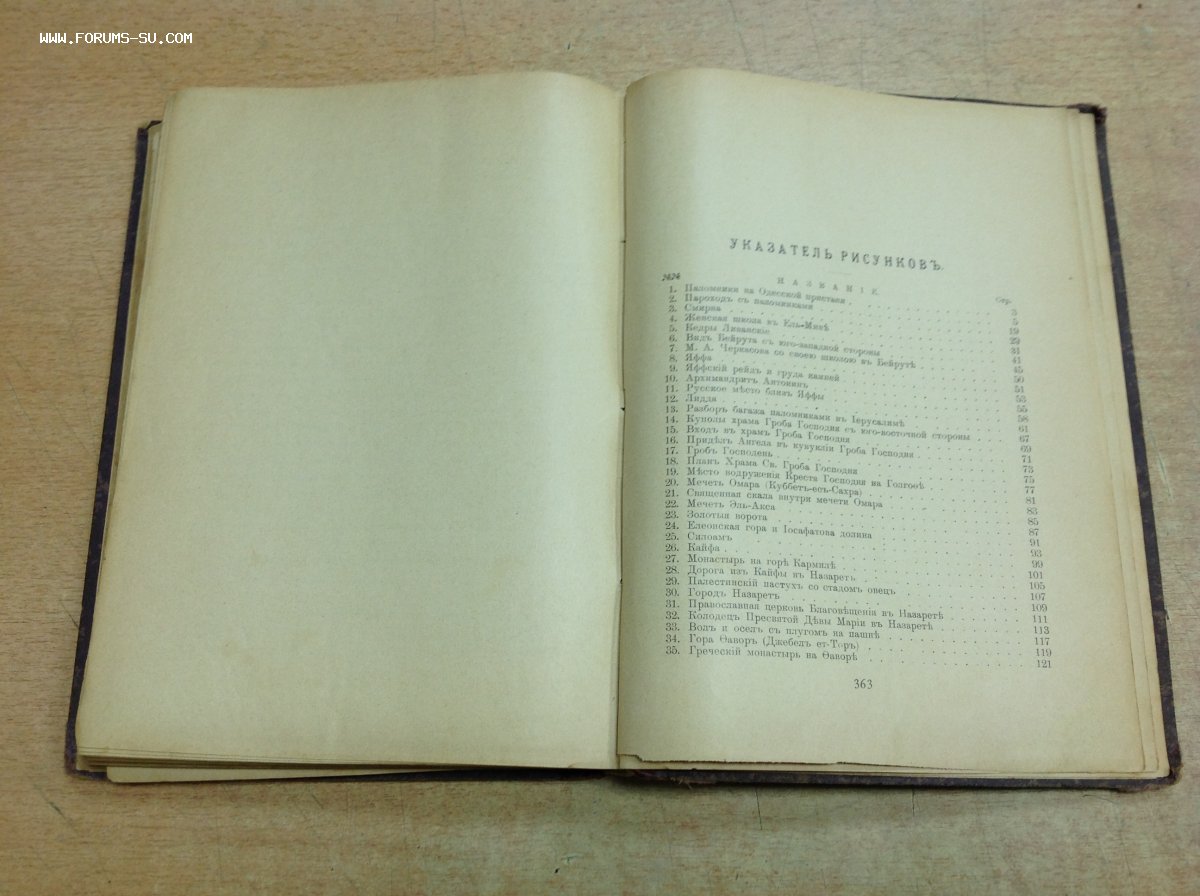 WWW.FORUMS-SU.COM
УКАЗАТЕЛЬ РИСУНКОВЪ.
№№ НАЗВАНІЕ. Стр.
1. Паломники на Одесской пристани . 3
2. Пароходъ съ паломниками 5
3. Смирна 19
4. Женская школа въ Ель-Минѣ 29
5. Кедры Ливанскіе 31
6. Видъ Бейрута съ юго-западной стороны 41
7. М. А. Черкасова со своею школою въ Бейрутѣ 45
8. Яффа 50
9. Яффскій рейдъ и груда камней 51
10. Архимандритъ Антонинъ 53
11. Русское мѣсто близъ Яффы 55
12. Лидда 58
13. Разборъ багажа паломниками въ Іерусалимѣ 61
14. Куполы храма Гроба Господня съ юго-восточной стороны 67
15. Входъ въ храмъ Гроба Господня 69
16. Придѣлъ Ангела въ кувукліи Гроба Господня 71
17. Гробъ Господень 73
18. Планъ Храма Св. Гроба Господня 75
19. Мѣсто водруженія Креста Господня на Голгоѳѣ 77
20. Мечеть Омара (Куббетъ-есъ-Сахра) 81
21. Священная скала внутри мечети Омара 83
22. Мечеть Эль-Акса 85
23. Золотыя ворота 87
24. Елеонская гора и Іосафатова долина 91
25. Силоамъ 93
26. Кайфа 99
27. Монастырь на горѣ Кармилѣ 101
28. Дорога изъ Кайфы въ Назаретъ 105
29. Палестинскій пастухъ со стадомъ овецъ 107
30. Городъ Назаретъ 109
31. Православная церковь Благовѣщенія въ Назаретѣ 111
32. Колодецъ Пресвятой Дѣвы Маріи въ Назаретѣ 113
33. Волъ и оселъ съ плугомъ на пашнѣ 117
34. Гора Ѳаворъ (Джебель ет-Торъ) 119
35. Греческій монастырь на Ѳаворѣ 121
363